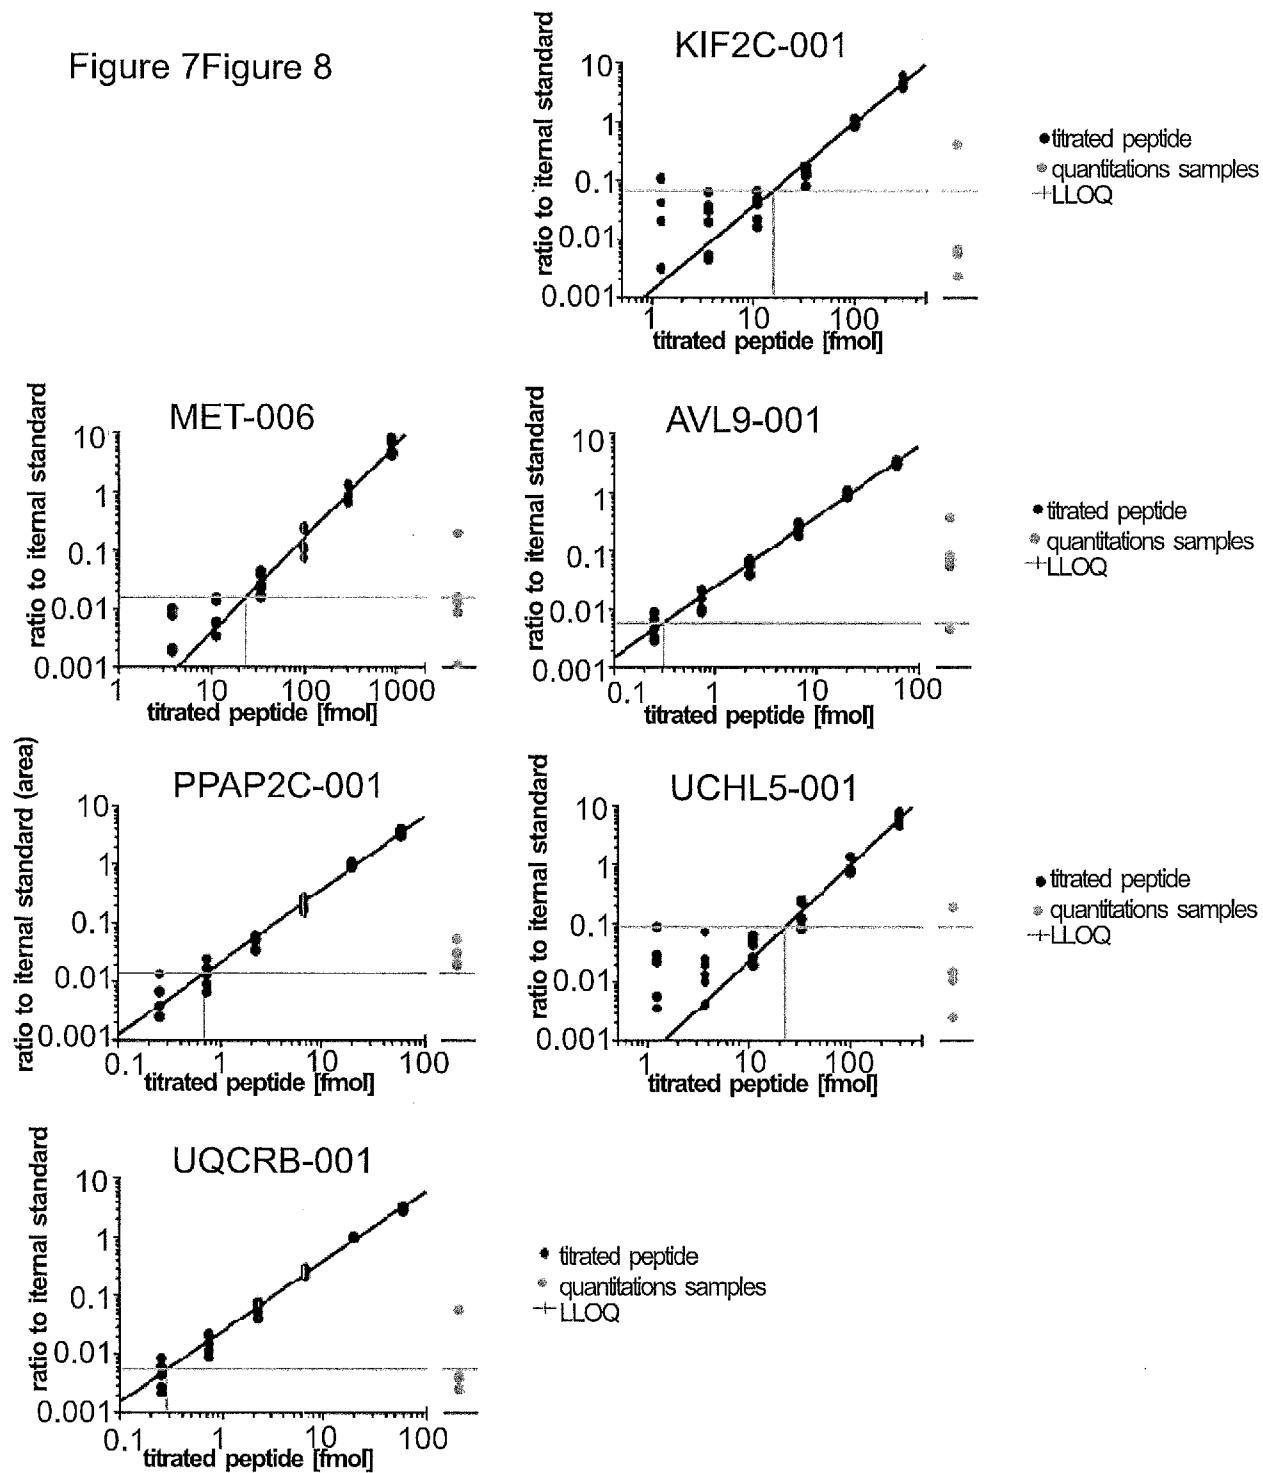 Figure 7Figure 8
KIF2C-001
ratio to iternal standard
10
1
0.1
0.01
0.001
1
10
100
titrated peptide [fmol]
titrated peptide
quantitations samples
LLOQ
MET-006
ratio to iternal standard
10
1
0.1
0.01
0.001
1
10
100
1000
titrated peptide [fmol]
AVL9-001
ratio to iternal standard
10
1
0.1
0.01
0.001
0.1
1
10
100
titrated peptide [fmol]
titrated peptide
quantitations samples
LLOQ
PPAP2C-001
ratio to iternal standard (area)
10
1
0.1
0.01
0.001
0.1
1
10
100
titrated peptide [fmol]
UCHL5-001
ratio to iternal standard
10
1
0.1
0.01
0.001
1
10
100
titrated peptide [fmol]
titrated peptide
quantitations samples
LLOQ
UQCRB-001
ratio to iternal standard
10
1
0.1
0.01
0.001
0.1
1
10
100
titrated peptide [fmol]
titrated peptide
quantitations samples
LLOQ